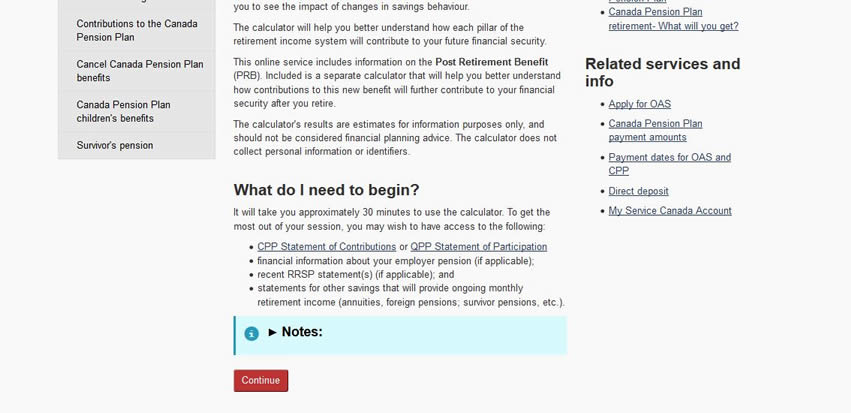 Contributions to the Canada
Pension Plan
Cancel Canada Pension Plan
benefits
Canada Pension Plan
children's benefits
Survivor's pension
you to see the impact of changes in savings behaviour.
The calculator will help you better understand how each pillar of the
retirement income system will contribute to your future financial security.
This online service includes information on the Post Retirement Benefit
(PRB). Included is a separate calculator that will help you better understand
how contributions to this new benefit will further contribute to your financial
security after you retire.
The calculator's results are estimates for information purposes only, and
should not be considered financial planning advice. The calculator does not
collect personal information or identifiers.
What do I need to begin?
It will take you approximately 30 minutes to use the calculator. To get the
most out of your session, you may wish to have access to the following:
• CPP Statement of Contributions or QPP Statement of Participation
• financial information about your employer pension (if applicable);
• recent RRSP statement(s) (if applicable); and
• statements for other savings that will provide ongoing monthly
retirement income (annuities, foreign pensions; survivor pensions, etc.).
► Notes:
Continue
• Canada Pension Plan
retirement- What will you get?
Related services and
info
• Apply for OAS
• Canada Pension Plan
payment amounts
• Payment dates for OAS and
CPP
• Direct deposit
• My Service Canada Account